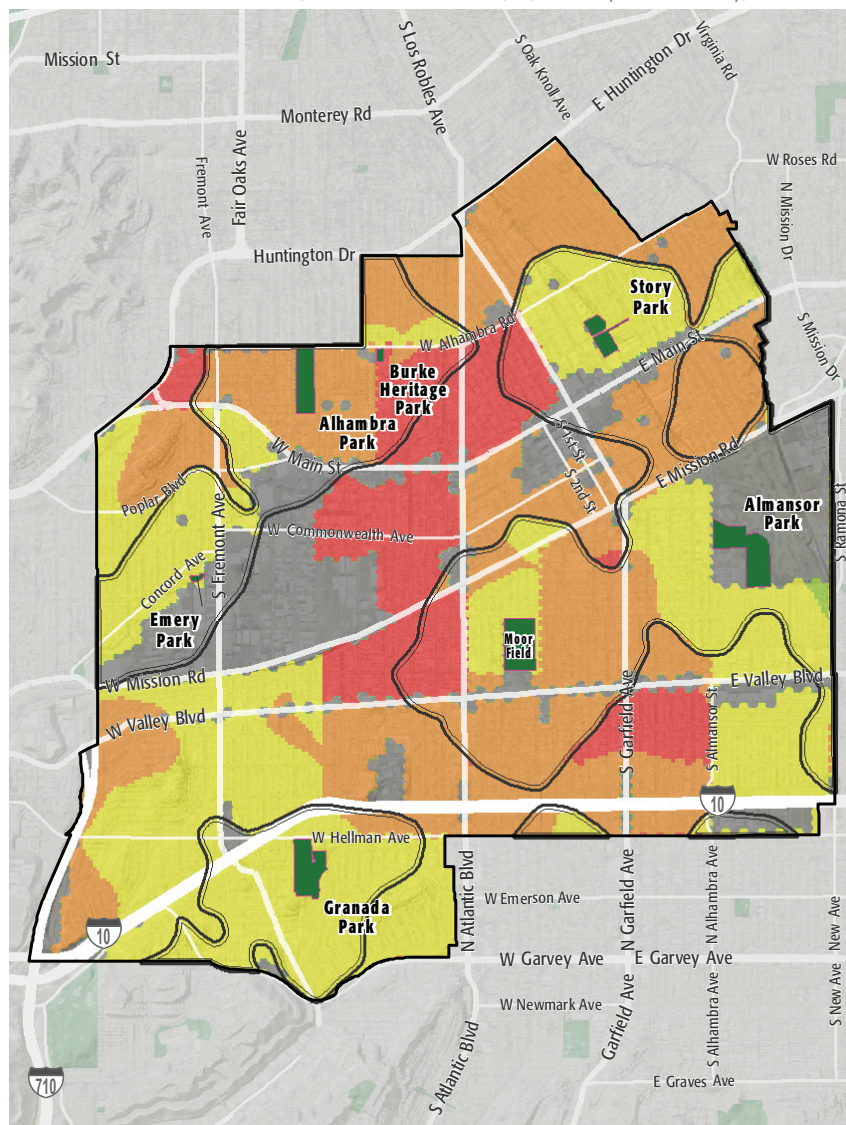 Mission St
Monterey Rd
S Los Robles Ave
S Oak Knoll Ave
E Huntington Dr
Virginia Rd
Fremont Ave
Fair Oaks Ave
W Roses Rd
N Mission Dr
Huntington Dr
Story
Park
S Mission Dr
W Alhambra Rd
E Main St
Burke
Heritage
Park
Alhambra
Park
W Main St
S 1st St
S 2nd St
E Mission Rd
Poplar Blvd
S Fremont Ave
W Commonwealth Ave
Almansor
Park
S Ramona St
Concord Ave
Emery
Park
Moor
Field
W Mission Rd
E Valley Blvd
W Valley Blvd
S Garfield Ave
S Almansor St
10
W Hellman Ave
Granada
Park
10
N Atlantic Blvd
W Emerson Ave
N Garfield Ave
N Alhambra Ave
New Ave
W Garvey Ave
E Garvey Ave
W Newmark Ave
Garfield Ave
S Alhambra Ave
S New Ave
S Atlantic Blvd
710
E Graves Ave